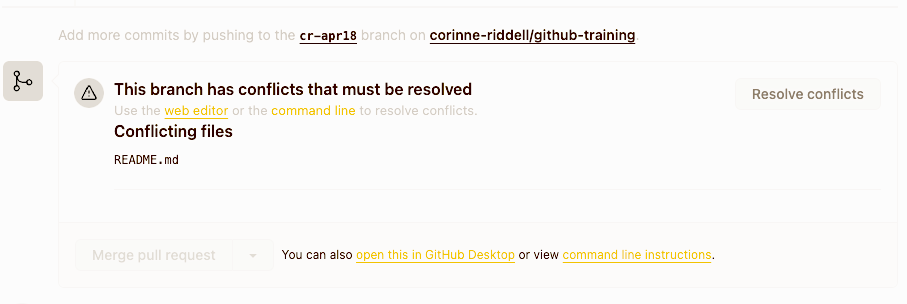 Add more commits by pushing to the cr-apr18 branch on corinne-riddell/github-training.
This branch has conflicts that must be resolved
Resolve conflicts
Use the web editor or the command line to resolve conflicts.
Conflicting files
README.md
Merge pull request
You can also open this in GitHub Desktop or view command line instructions.